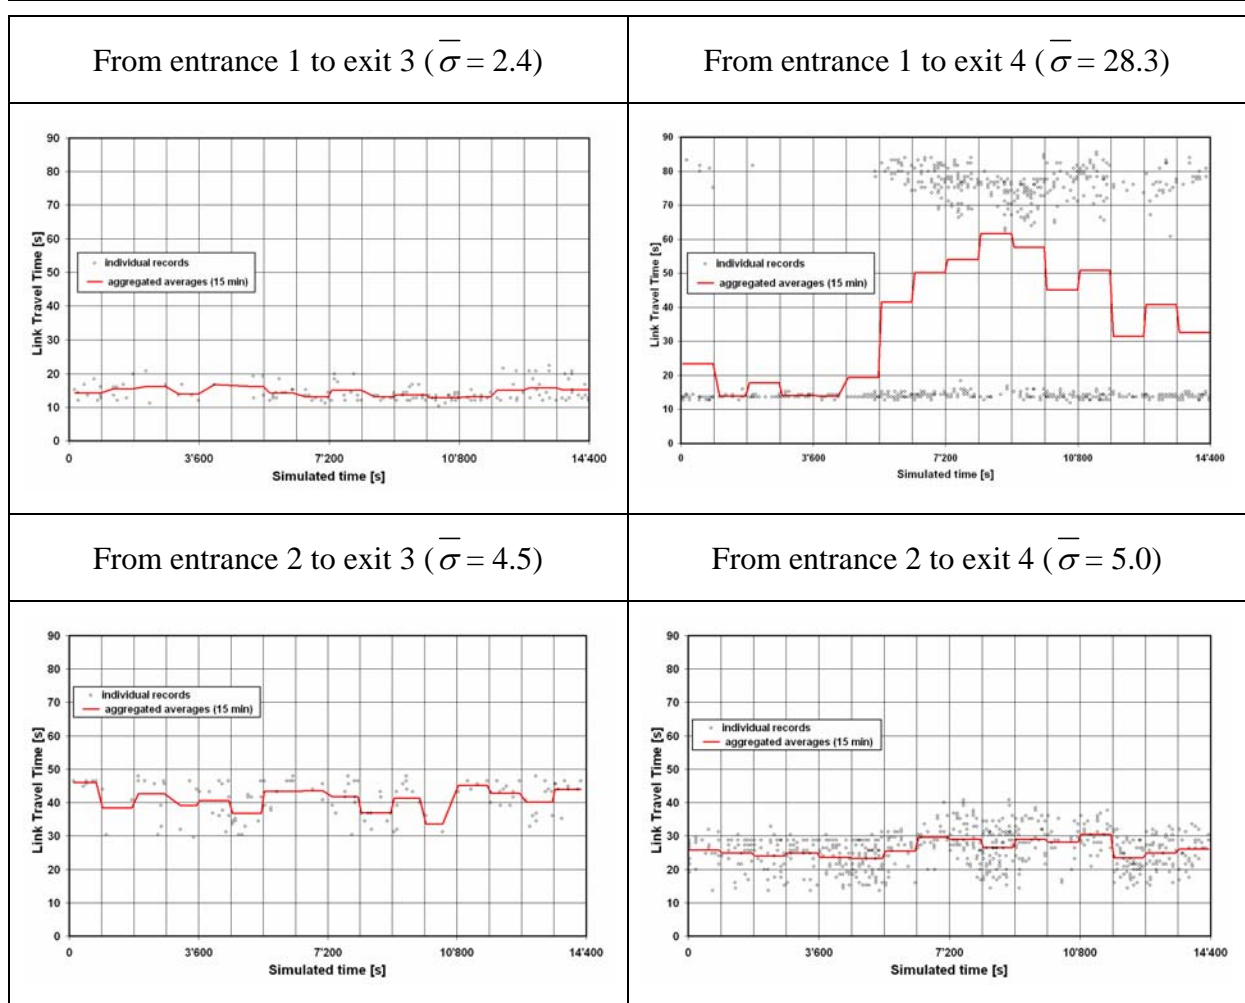 From entrance 1 to exit 3 ( σ̅ = 2.4)
From entrance 1 to exit 4 ( σ̅ = 28.3)
90
80
70
60
50
40
30
20
10
0
Link Travel Time [s]
individual records
aggregated averages (15 min)
0 3'600 7'200 10'800 14'400
Simulated time [s]
90
80
70
60
50
40
30
20
10
0
Link Travel Time [s]
individual records
aggregated averages (15 min)
0 3'600 7'200 10'800 14'400
Simulated time [s]
From entrance 2 to exit 3 ( σ̅ = 4.5)
From entrance 2 to exit 4 ( σ̅ = 5.0)
90
80
70
60
50
40
30
20
10
0
Link Travel Time [s]
individual records
aggregated averages (15 min)
0 3'600 7'200 10'800 14'400
Simulated time [s]
90
80
70
60
50
40
30
20
10
0
Link Travel Time [s]
individual records
aggregated averages (15 min)
0 3'600 7'200 10'800 14'400
Simulated time [s]